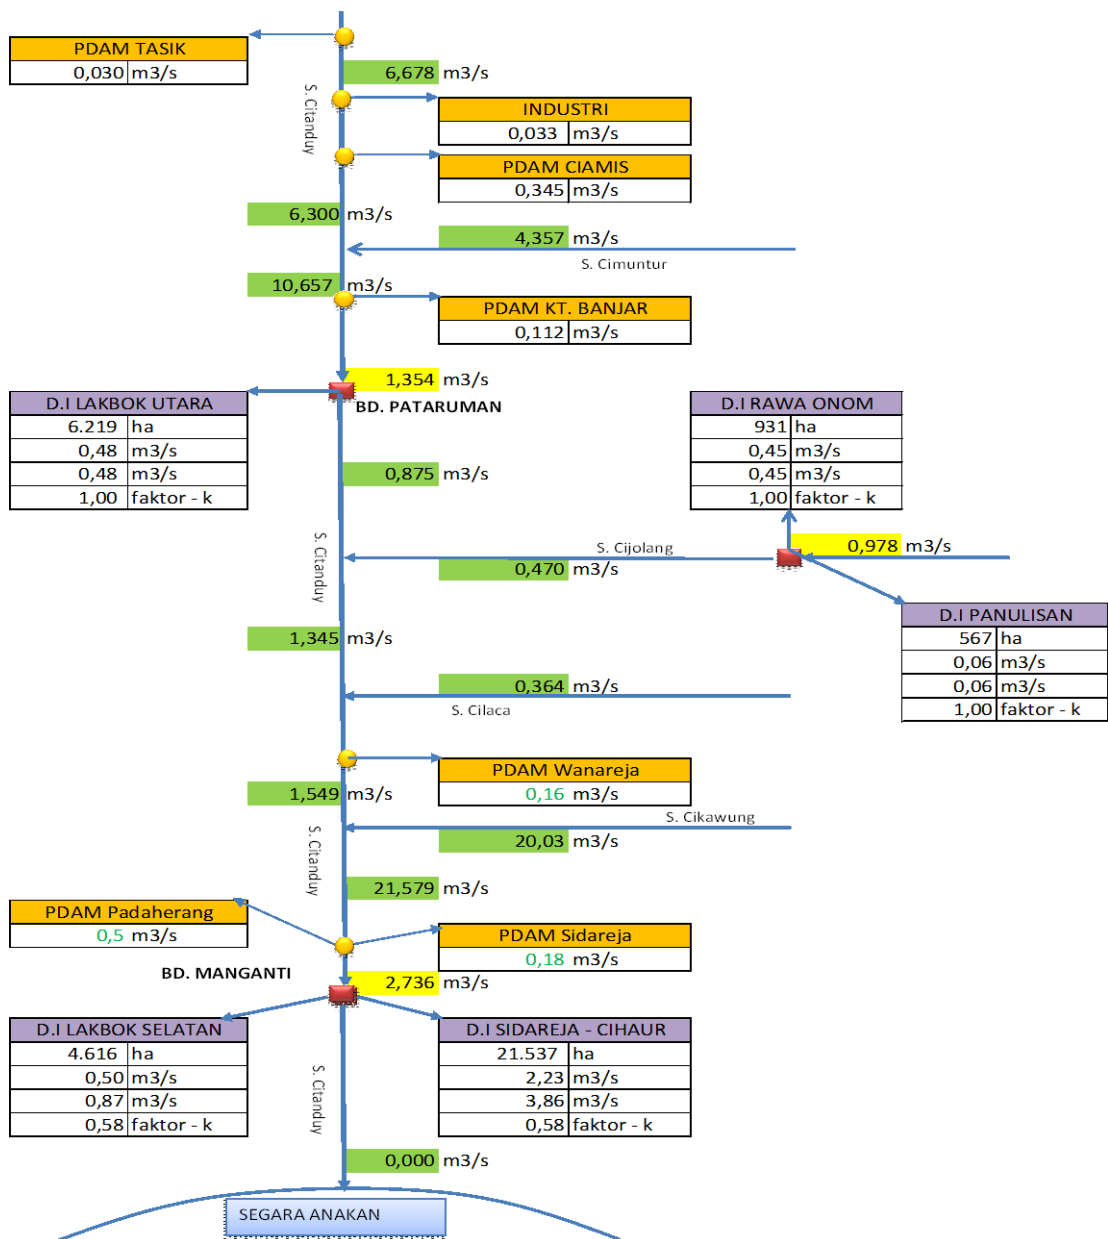 PDAM TASIK
0,030 m3/s
6,678 m3/s
S. Citanduy
INDUSTRI
0,033 m3/s
PDAM CIAMIS
0,345 m3/s
6,300 m3/s
4,357 m3/s
S. Cimuntur
10,657 m3/s
PDAM KT. BANJAR
0,112 m3/s
1,354 m3/s
BD. PATARUMAN
D.I LAKBOK UTARA
6.219 ha
0,48 m3/s
0,48 m3/s
1,00 faktor - k
D.I RAWA ONOM
931 ha
0,45 m3/s
0,45 m3/s
1,00 faktor - k
0,875 m3/s
S. Citanduy
S. Cijolang
0,470 m3/s
0,978 m3/s
D.I PANULISAN
567 ha
0,06 m3/s
0,06 m3/s
1,00 faktor - k
1,345 m3/s
0,364 m3/s
S. Cilaca
PDAM Wanareja
0,16 m3/s
1,549 m3/s
S. Cikawung
20,03 m3/s
S. Citanduy
21,579 m3/s
PDAM Padaherang
0,5 m3/s
PDAM Sidareja
0,18 m3/s
BD. MANGANTI
2,736 m3/s
D.I LAKBOK SELATAN
4.616 ha
0,50 m3/s
0,87 m3/s
0,58 faktor - k
D.I SIDAREJA - CIHAUR
21.537 ha
2,23 m3/s
3,86 m3/s
0,58 faktor - k
S. Citanduy
0,000 m3/s
SEGARA ANAKAN